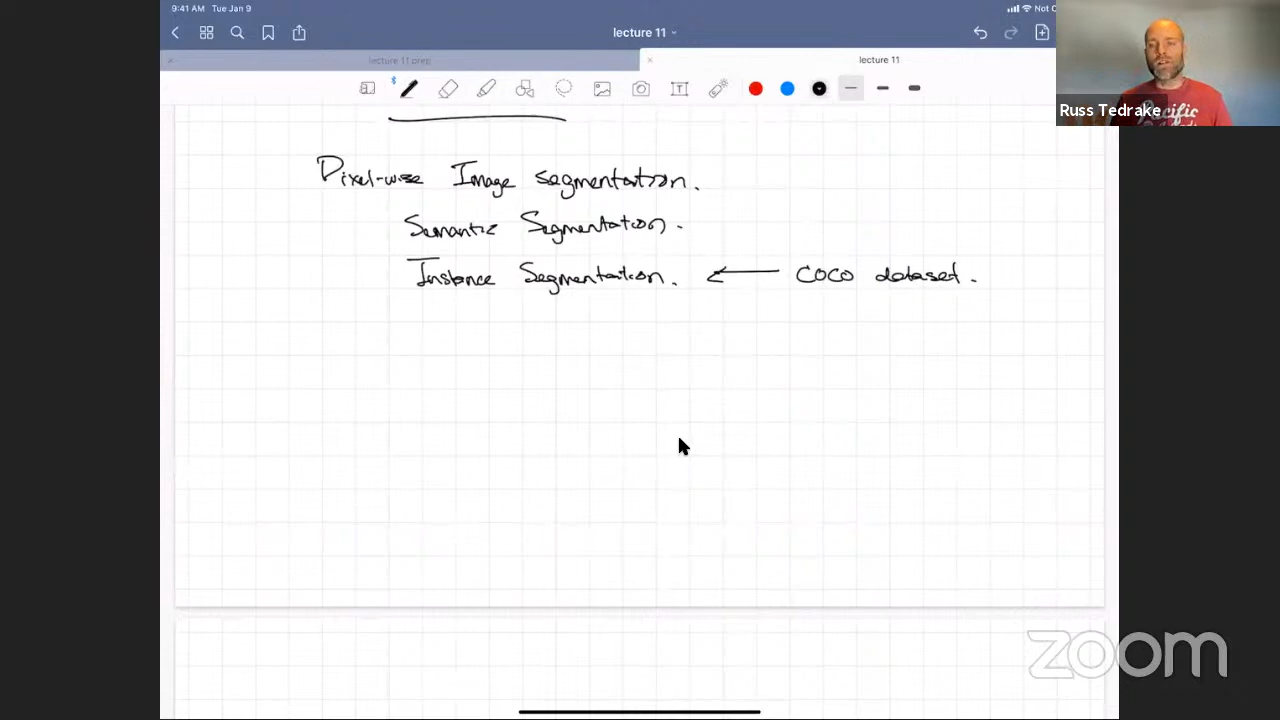 9:41 AM Tue Jan 9
lecture 11
lecture 11 prep
lecture 11
T
Russ Tedrake
Pacific
Pixel-wise Image segmentation.
Semantic Segmentation.
Instance Segmentation. ← COCO dataset.
zoom